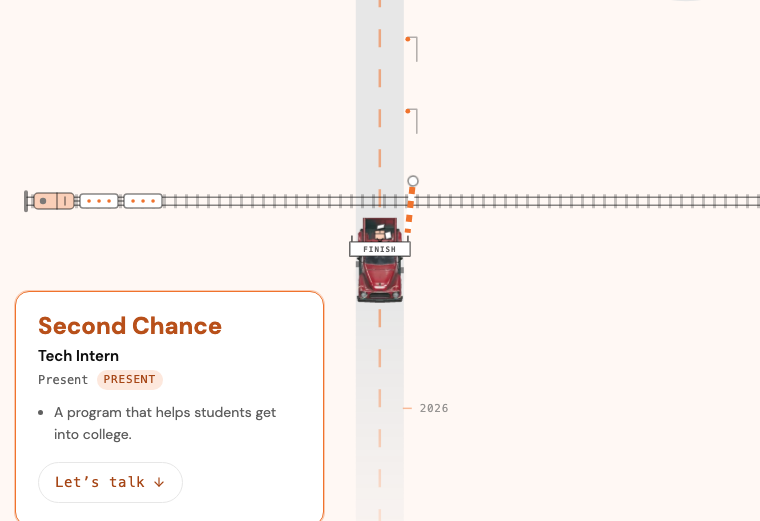 FINISH
Second Chance
Tech Intern
Present PRESENT
• A program that helps students get
into college.
Let’s talk ↓
2026